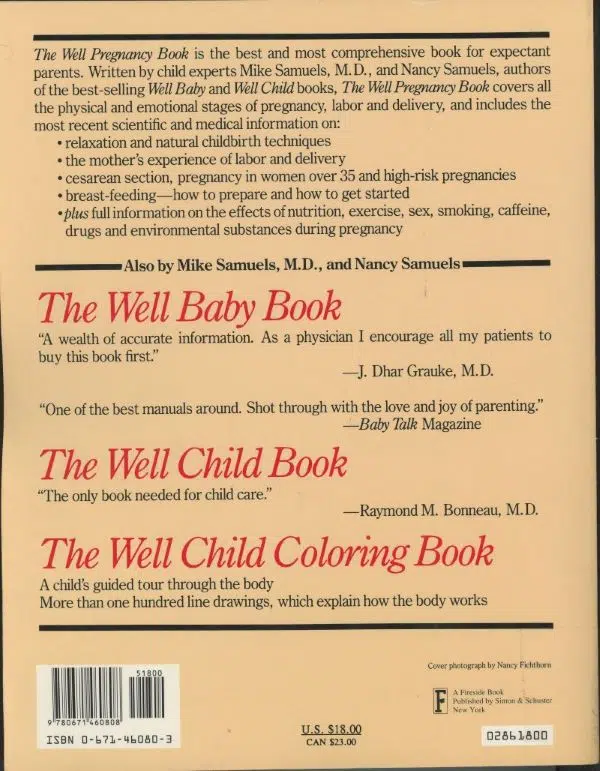 The Well Pregnancy Book is the best and most comprehensive book for expectant
parents. Written by child experts Mike Samuels, M.D., and Nancy Samuels, authors
of the best-selling Well Baby and Well Child books, The Well Pregnancy Book covers all
the physical and emotional stages of pregnancy, labor and delivery, and includes the
most recent scientific and medical information on:
• relaxation and natural childbirth techniques
• the mother's experience of labor and delivery
• cesarean section, pregnancy in women over 35 and high-risk pregnancies
• breast-feeding—how to prepare and how to get started
• plus full information on the effects of nutrition, exercise, sex, smoking, caffeine,
drugs and environmental substances during pregnancy
Also by Mike Samuels, M.D., and Nancy Samuels
The Well Baby Book
“A wealth of accurate information. As a physician I encourage all my patients to
buy this book first.”
—J. Dhar Grauke, M.D.
“One of the best manuals around. Shot through with the love and joy of parenting.”
—Baby Talk Magazine
The Well Child Book
“The only book needed for child care.”
—Raymond M. Bonneau, M.D.
The Well Child Coloring Book
A child's guided tour through the body
More than one hundred line drawings, which explain how the body works
Cover photograph by Nancy Fichthorn
51800
9 780671 460808
ISBN 0-671-46080-3
U.S. $18.00
CAN $23.00
F
A Fireside Book
Published by Simon & Schuster
New York
02861800